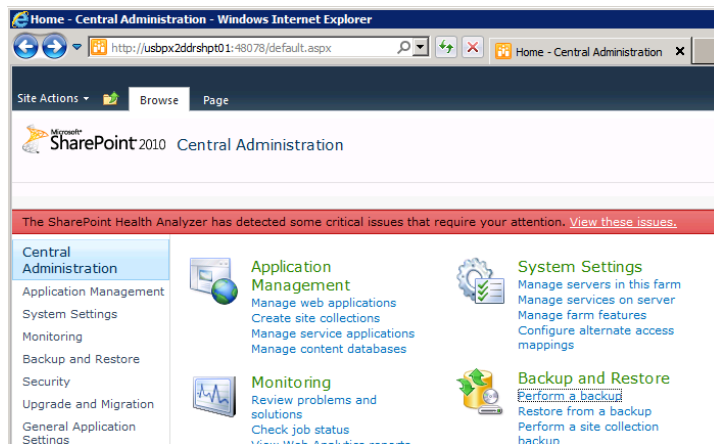 Home - Central Administration - Windows Internet Explorer
http://usbpx2ddrshpt01:48078/default.aspx
Home - Central Administration
Site Actions
Browse
Page
Microsoft
SharePoint 2010
Central Administration
The SharePoint Health Analyzer has detected some critical issues that require your attention. View these issues.
Central
Administration
Application Management
System Settings
Monitoring
Backup and Restore
Security
Upgrade and Migration
General Application
Settings
Application
Management
Manage web applications
Create site collections
Manage service applications
Manage content databases
Monitoring
Review problems and
solutions
Check job status
View Web Analytics reports
System Settings
Manage servers in this farm
Manage services on server
Manage farm features
Configure alternate access
mappings
Backup and Restore
Perform a backup
Restore from a backup
Perform a site collection
backup